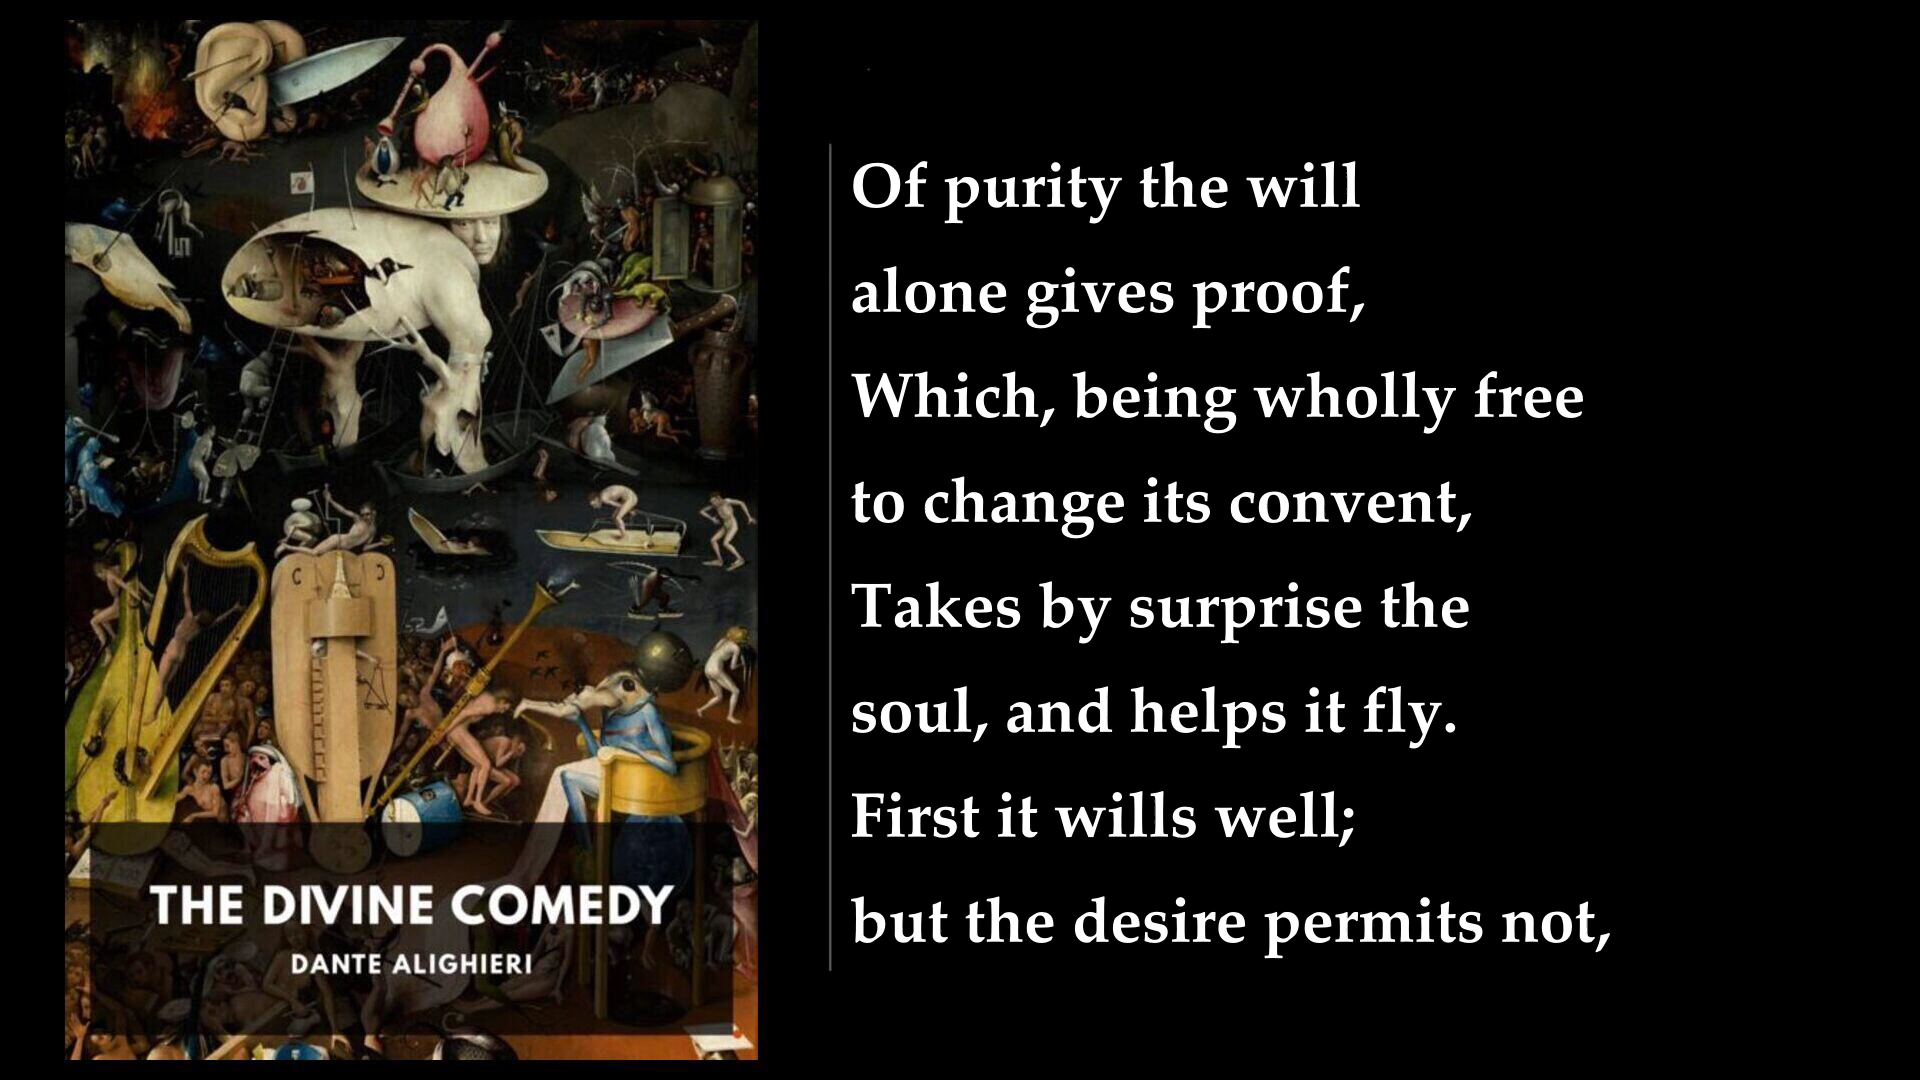 THE DIVINE COMEDY
DANTE ALIGHIERI
Of purity the will
alone gives proof,
Which, being wholly free
to change its convent,
Takes by surprise the
soul, and helps it fly.
First it wills well;
but the desire permits not,